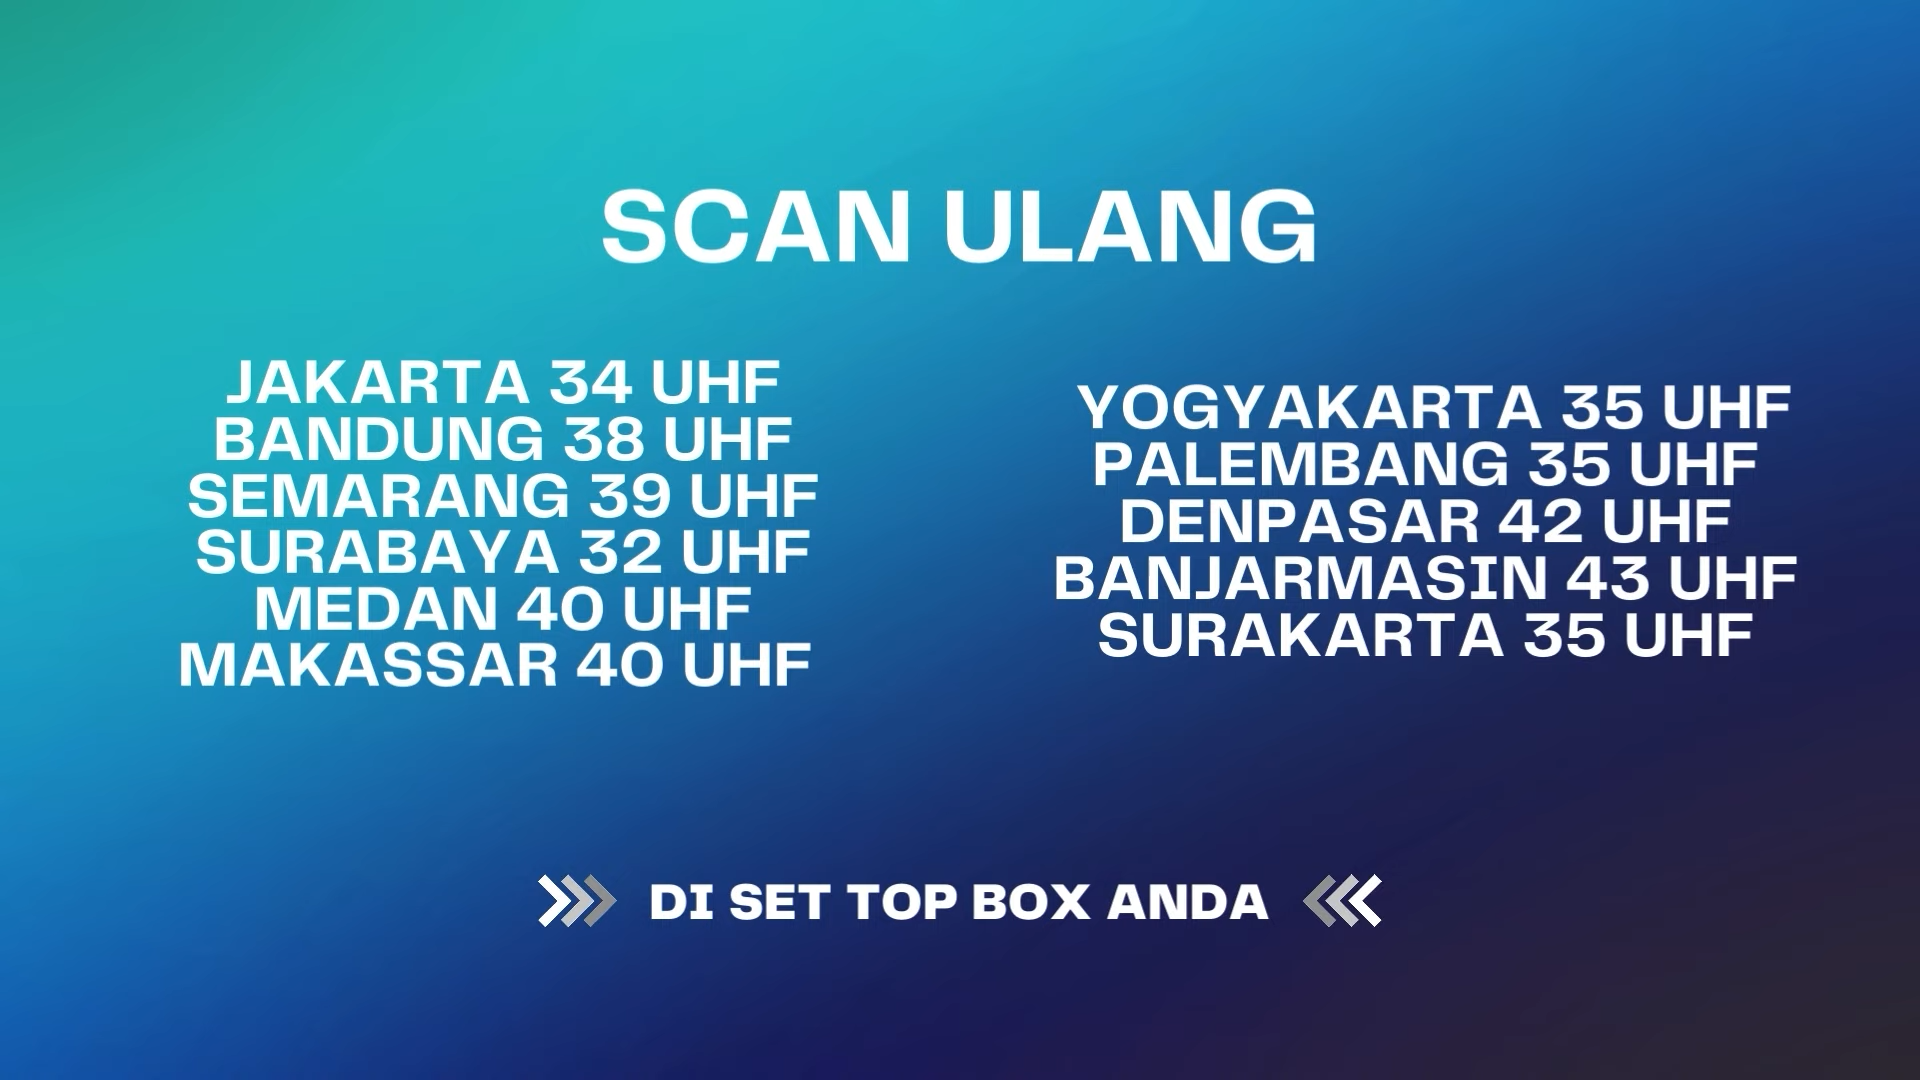 SCAN ULANG
JAKARTA 34 UHF
BANDUNG 38 UHF
SEMARANG 39 UHF
SURABAYA 32 UHF
MEDAN 40 UHF
MAKASSAR 40 UHF
YOGYAKARTA 35 UHF
PALEMBANG 35 UHF
DENPASAR 42 UHF
BANJARMASIN 43 UHF
SURAKARTA 35 UHF
DI SET TOP BOX ANDA